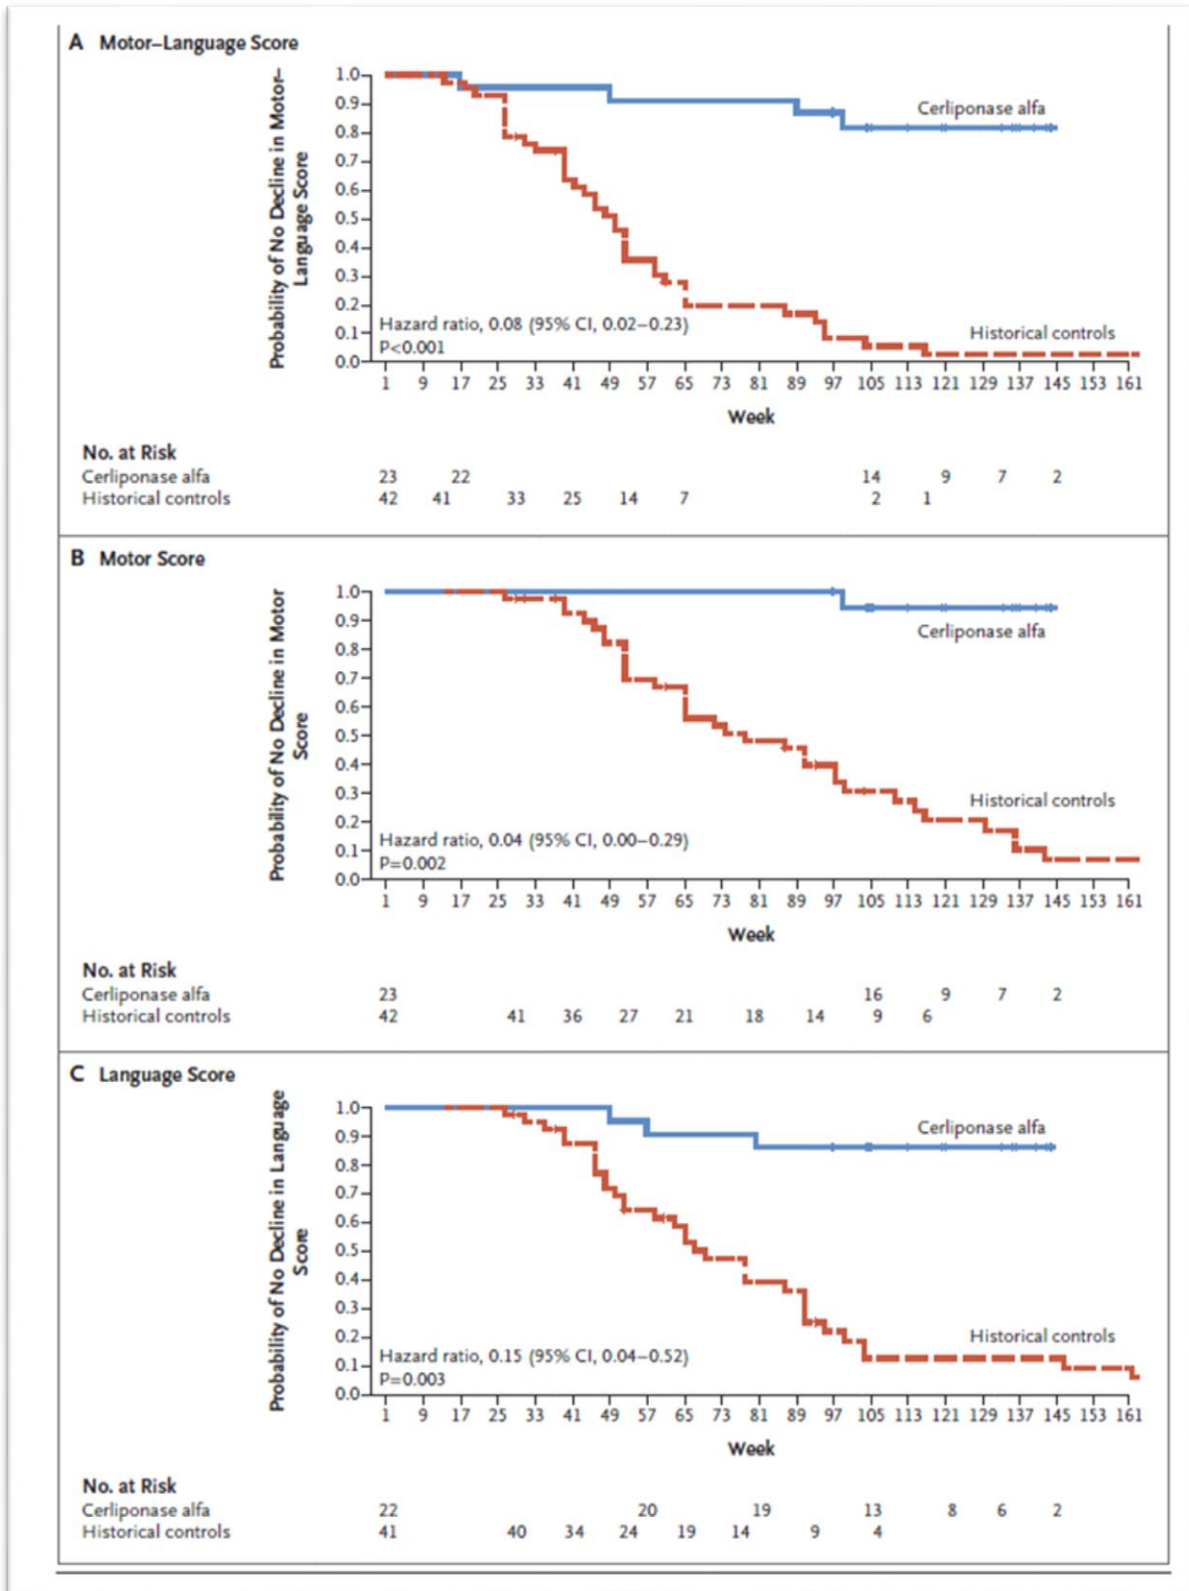 A Motor–Language Score
Probability of No Decline in Motor–
Language Score
1.0
0.9
0.8
0.7
0.6
0.5
0.4
0.3
0.2
0.1
0.0
Cerliponase alfa
Historical controls
Hazard ratio, 0.08 (95% CI, 0.02–0.23)
P<0.001
1 9 17 25 33 41 49 57 65 73 81 89 97 105 113 121 129 137 145 153 161
Week
No. at Risk
Cerliponase alfa 23 22 14 9 7 2
Historical controls 42 41 33 25 14 7 2 1
B Motor Score
Probability of No Decline in Motor
Score
1.0
0.9
0.8
0.7
0.6
0.5
0.4
0.3
0.2
0.1
0.0
Cerliponase alfa
Historical controls
Hazard ratio, 0.04 (95% CI, 0.00–0.29)
P=0.002
1 9 17 25 33 41 49 57 65 73 81 89 97 105 113 121 129 137 145 153 161
Week
No. at Risk
Cerliponase alfa 23 16 9 7 2
Historical controls 42 41 36 27 21 18 14 9 6
C Language Score
Probability of No Decline in Language
Score
1.0
0.9
0.8
0.7
0.6
0.5
0.4
0.3
0.2
0.1
0.0
Cerliponase alfa
Historical controls
Hazard ratio, 0.15 (95% CI, 0.04–0.52)
P=0.003
1 9 17 25 33 41 49 57 65 73 81 89 97 105 113 121 129 137 145 153 161
Week
No. at Risk
Cerliponase alfa 22 20 19 13 8 6 2
Historical controls 41 40 34 24 19 14 9 4